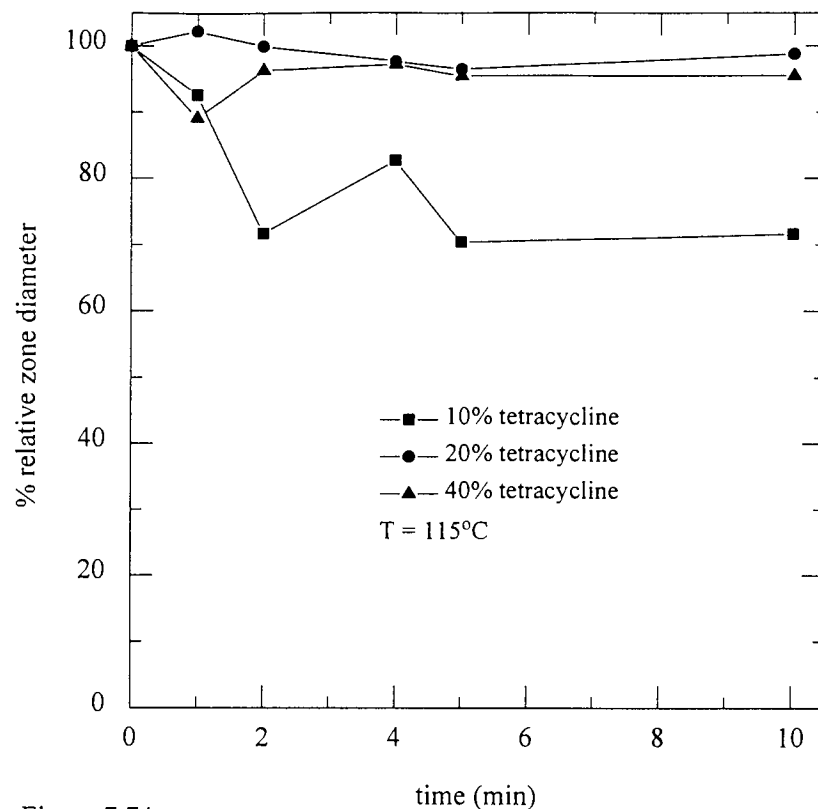 100
80
60
40
20
0
% relative zone diameter
10% tetracycline
20% tetracycline
40% tetracycline
T = 115°C
0 2 4 6 8 10
time (min)